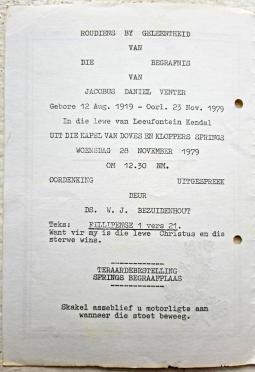 ROUDIENS BY GELEENTHEID
VAN
DIE BEGRAFNIS
VAN
JACOBUS DANIEL VENTER
Gebore 12 Aug. 1919 - Oorl. 23 Nov. 1979
In die lewe van Leeufontein Kendal
UIT DIE KAPEL VAN DOVES EN KLOPPERS SPRINGS
WOENSDAG 28 NOVEMBER 1979
OM 12.30 NM.
OORDENKING UITGESPREEK
DEUR
DS. W. J. BEZUIDENHOUT
Teks: FILLIPENSE 1 vers 21.
Want vir my is die lewe Christus en die
sterwe wins.
TERAARDEBESTELLING
SPRINGS BEGRAAFPLAAS
Skakel asseblief u motorligte aan
wanneer die stoet beweeg.